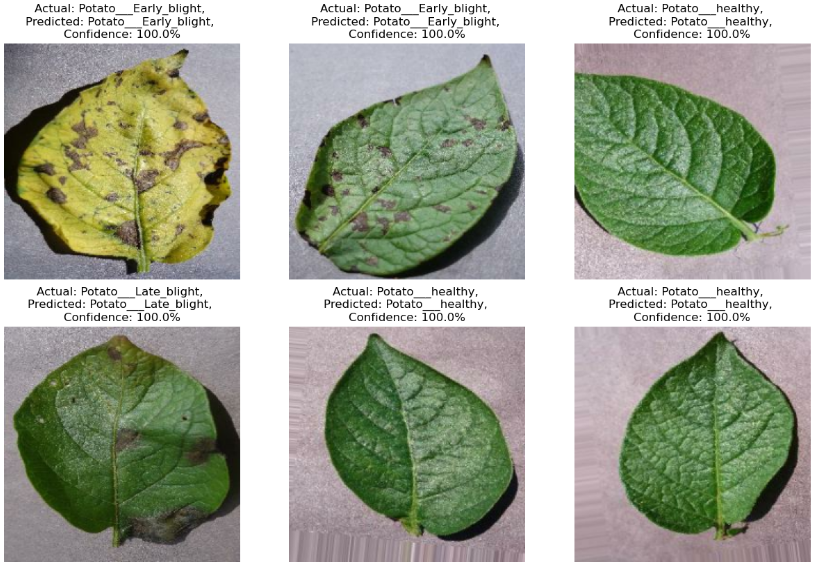 Actual: Potato___Early_blight,
Predicted: Potato___Early_blight,
Confidence: 100.0%
Actual: Potato___Early_blight,
Predicted: Potato___Early_blight,
Confidence: 100.0%
Actual: Potato___healthy,
Predicted: Potato___healthy,
Confidence: 100.0%
Actual: Potato___Late_blight,
Predicted: Potato___Late_blight,
Confidence: 100.0%
Actual: Potato___healthy,
Predicted: Potato___healthy,
Confidence: 100.0%
Actual: Potato___healthy,
Predicted: Potato___healthy,
Confidence: 100.0%